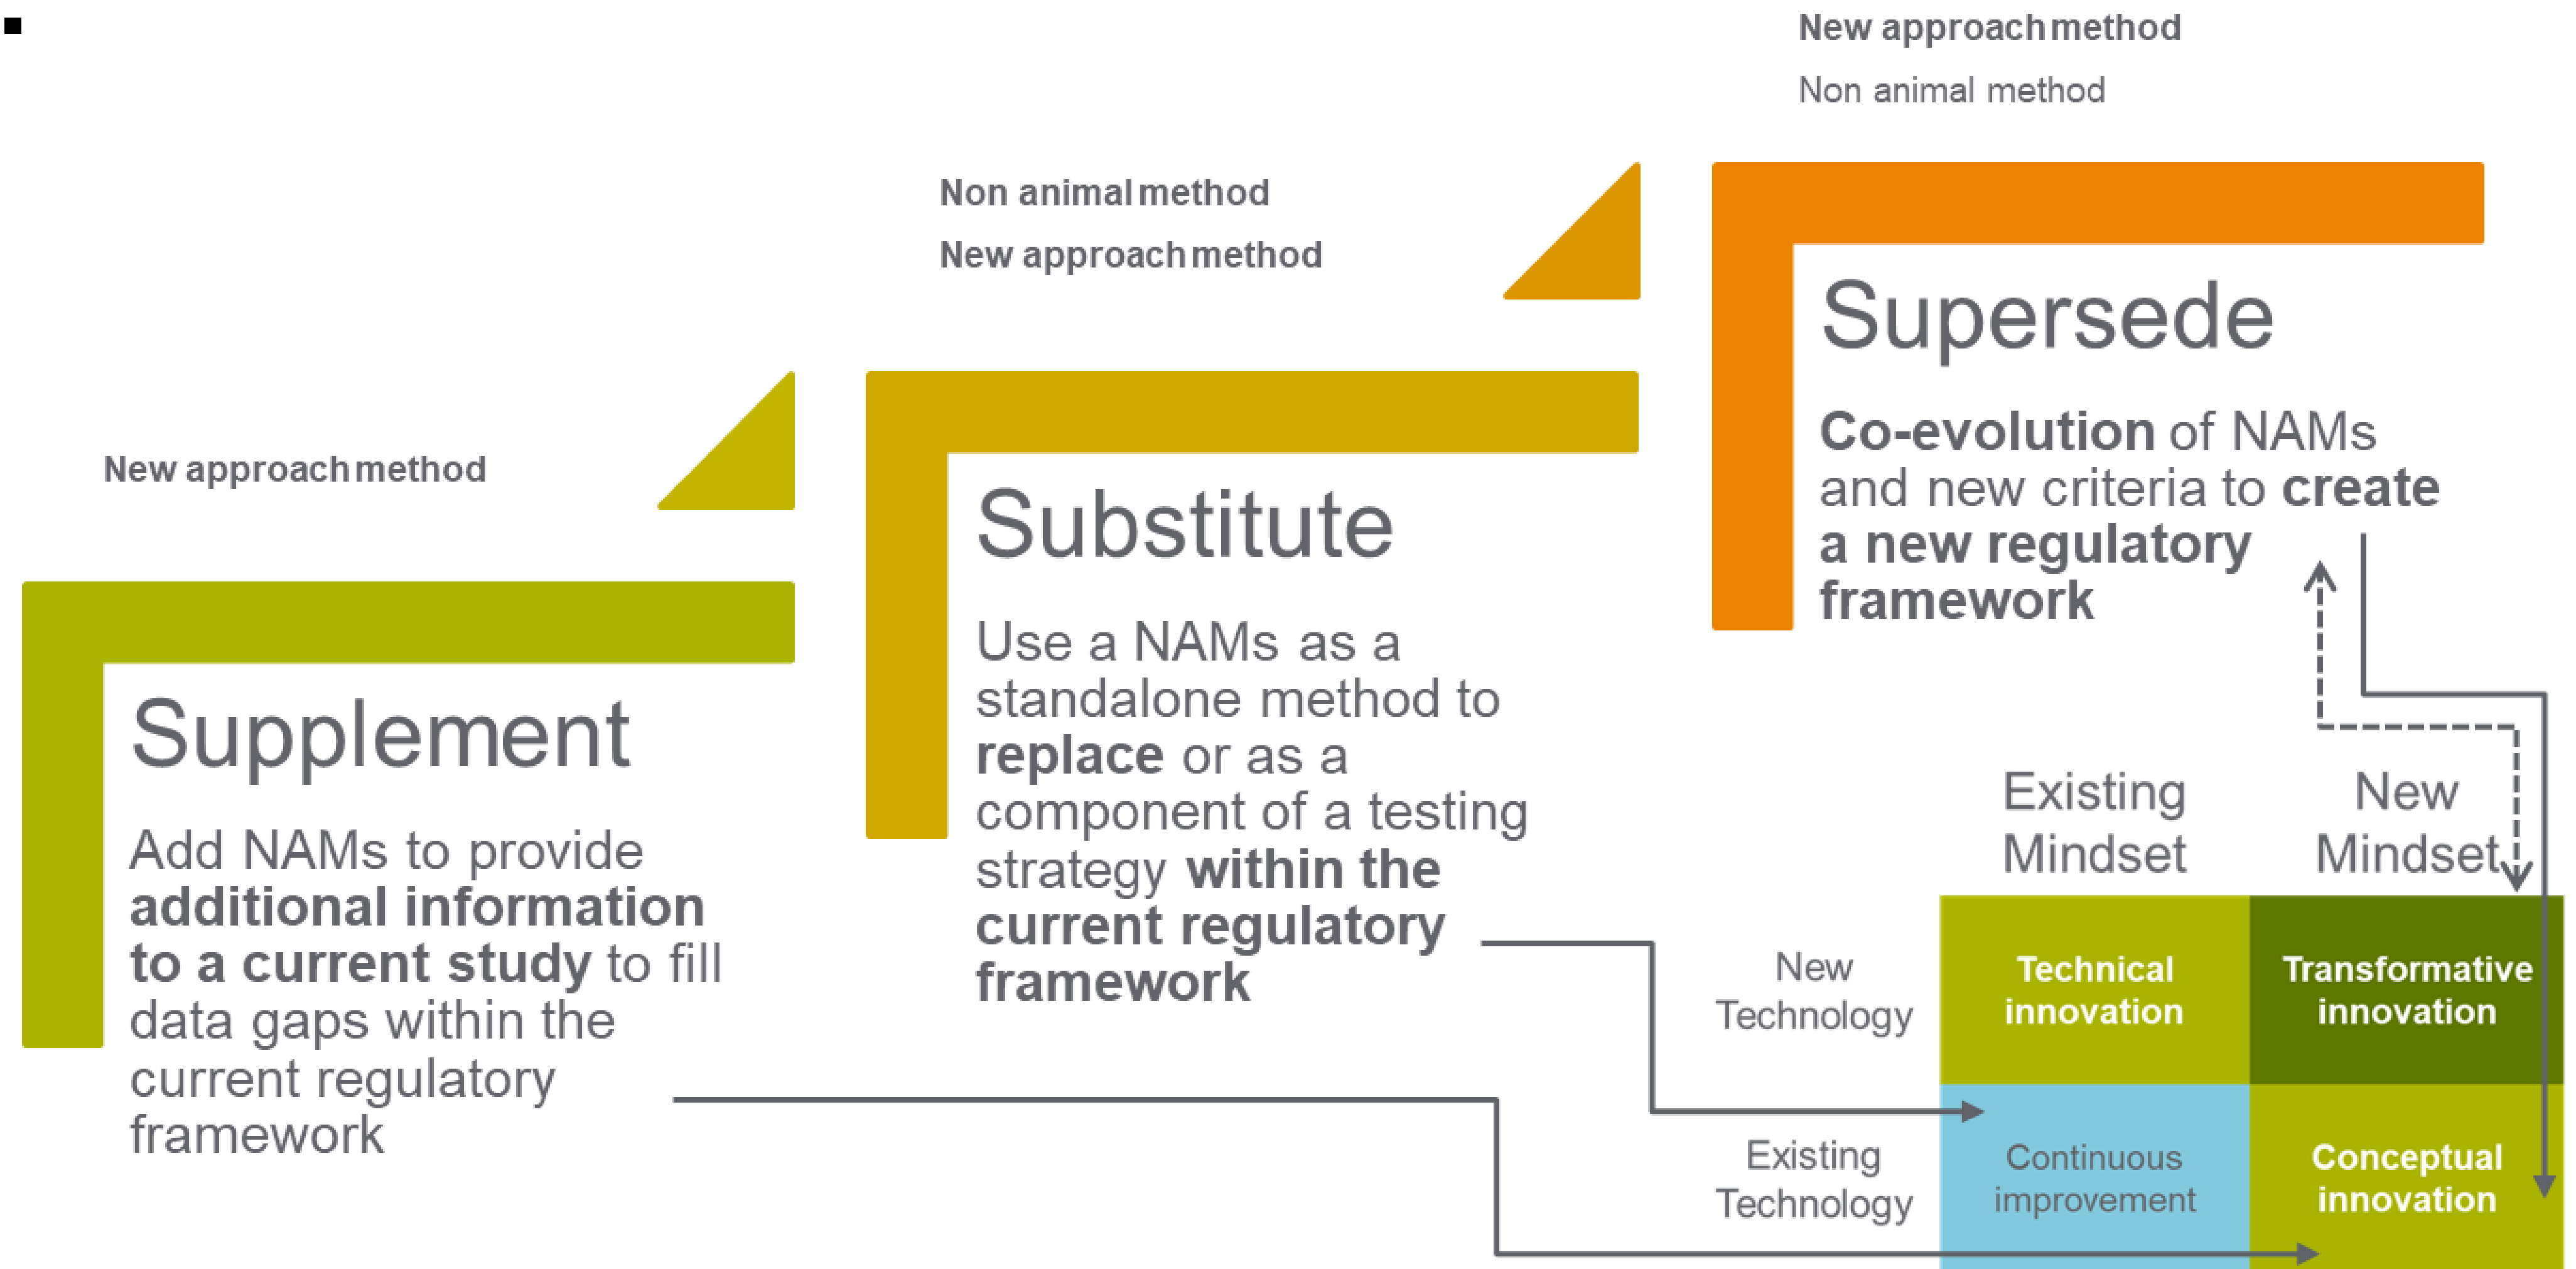 New approach method
Supplement
Add NAMs to provide
additional information
to a current study to fill
data gaps within the
current regulatory
framework
Non animal method
New approach method
Substitute
Use a NAMs as a
standalone method to
replace or as a
component of a testing
strategy within the
current regulatory
framework
New approach method
Non animal method
Supersede
Co-evolution of NAMs
and new criteria to create
a new regulatory
framework
Existing
Mindset
New
Mindset
New
Technology
Technical
innovation
Transformative
innovation
Existing
Technology
Continuous
improvement
Conceptual
innovation